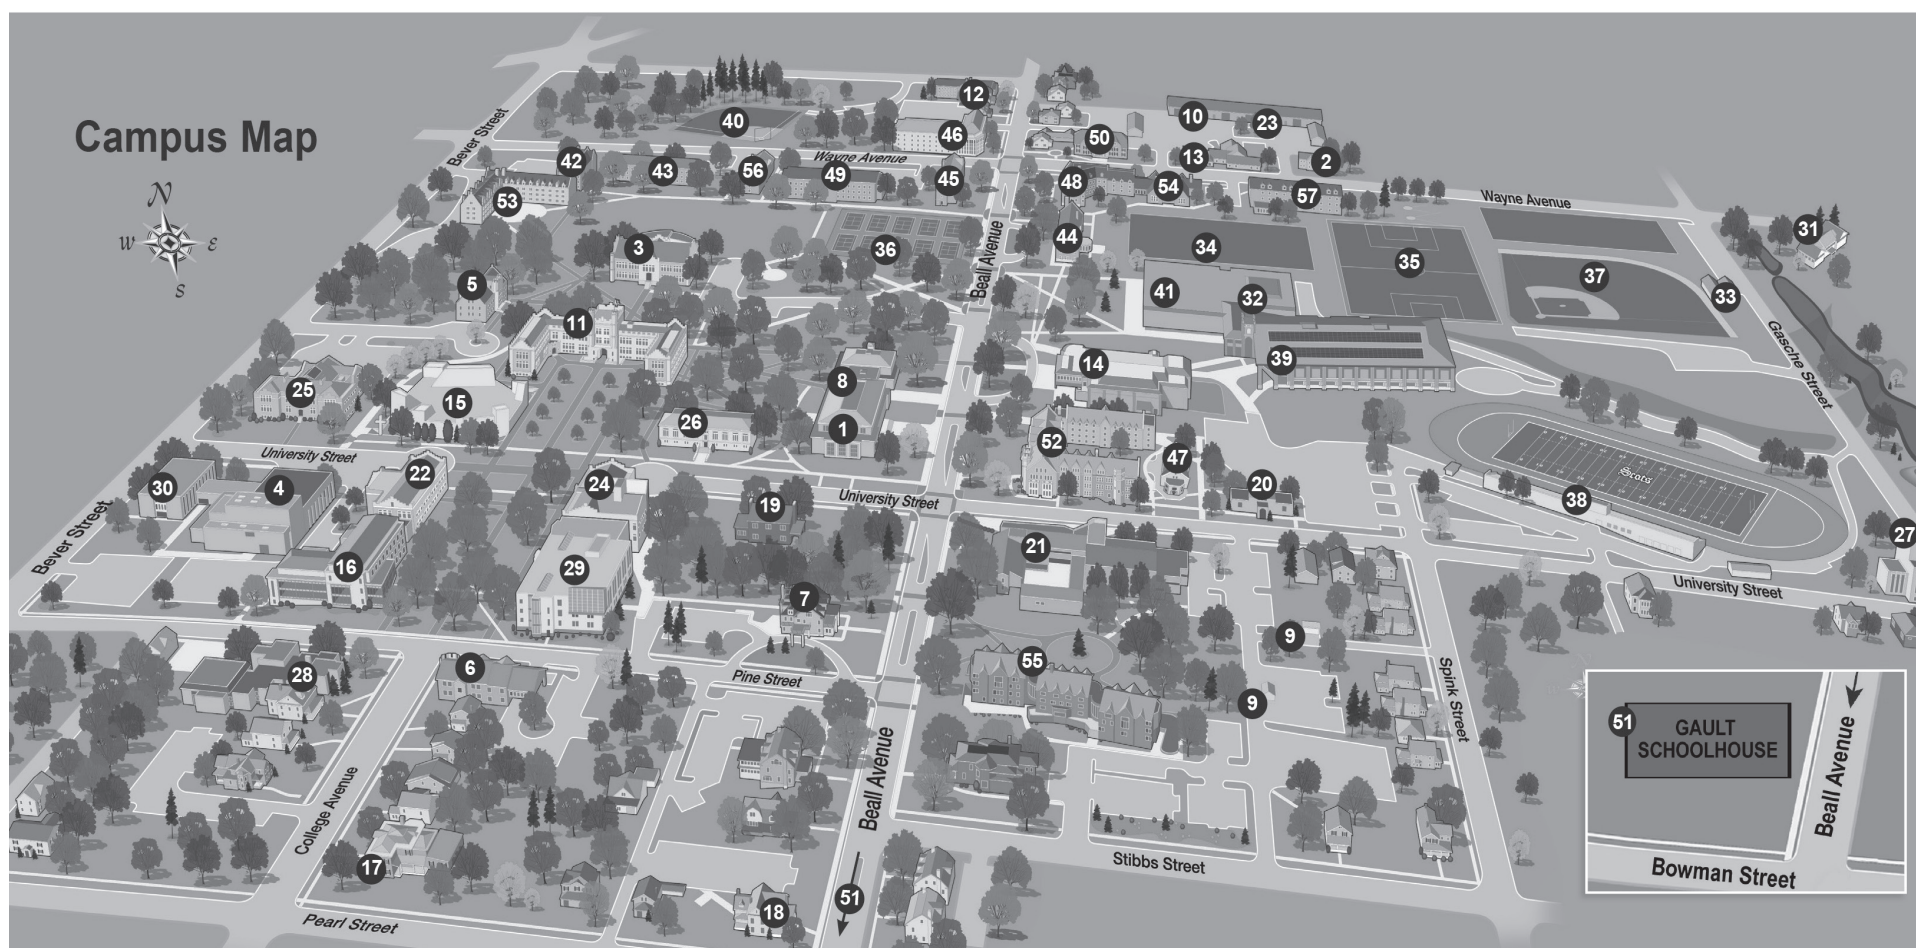 Campus Map
N
W
E
S
Bever Street
Wayne Avenue
Beall Avenue
Wayne Avenue
Gasche Street
12
10
23
40
46
50
2
42
43
56
49
45
48
13
54
57
53
31
3
36
44
34
35
37
33
5
41
32
11
14
39
25
8
15
26
1
52
47
University Street
University Street
30
4
22
24
19
20
Scots
38
27
Bever Street
16
29
21
7
University Street
9
28
6
Pine Street
55
9
Spink Street
College Avenue
Beall Avenue
17
18
51
Stibbs Street
Pearl Street
51
GAULT
SCHOOLHOUSE
Beall Avenue
Bowman Street